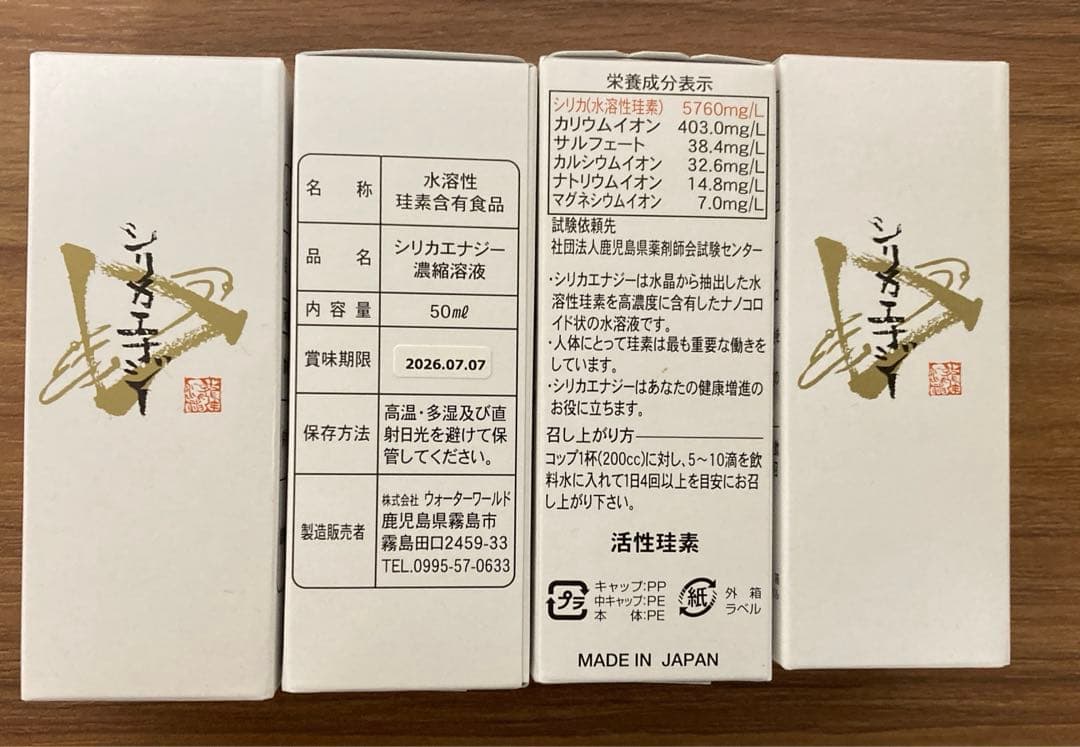 シリカエナジー
名称
水溶性
珪素含有食品
品名
シリカエナジー
濃縮溶液
内容量
50㎖
賞味期限
2026.07.07
保存方法
高温・多湿及び直
射日光を避けて保
管してください。
製造販売者
株式会社 ウォーターワールド
鹿児島県霧島市
霧島田口2459-33
TEL.0995-57-0633
栄養成分表示
シリカ(水溶性珪素) 5760mg/L
カリウムイオン 403.0mg/L
サルフェート 38.4mg/L
カルシウムイオン 32.6mg/L
ナトリウムイオン 14.8mg/L
マグネシウムイオン 7.0mg/L
試験依頼先
社団法人鹿児島県薬剤師会試験センター
・シリカエナジーは水晶から抽出した水
溶性珪素を高濃度に含有したナノコロ
イド状の水溶液です。
・人体にとって珪素は最も重要な働きを
しています。
・シリカエナジーはあなたの健康増進の
お役に立ちます。
召し上がり方
コップ1杯(200cc)に対し、5～10滴を飲
料水に入れて1日4回以上を目安にお召
し上がり下さい。
活性珪素
プラ
キャップ:PP
中キャップ:PE
本体:PE
紙
外箱
ラベル
MADE IN JAPAN
シリカエナジー